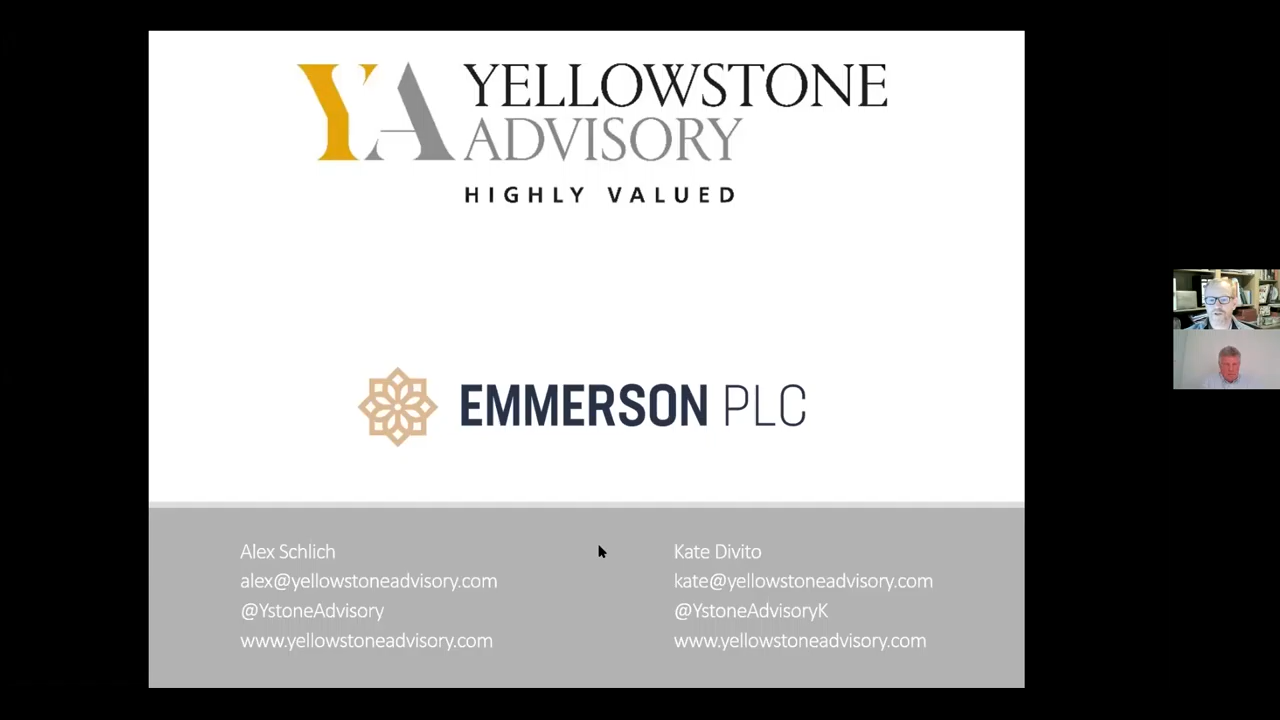 YELLOWSTONE
ADVISORY
HIGHLY VALUED
EMMERSON PLC
Alex Schlich
alex@yellowstoneadvisory.com
@YstoneAdvisory
www.yellowstoneadvisory.com
Kate Divito
kate@yellowstoneadvisory.com
@YstoneAdvisoryK
www.yellowstoneadvisory.com